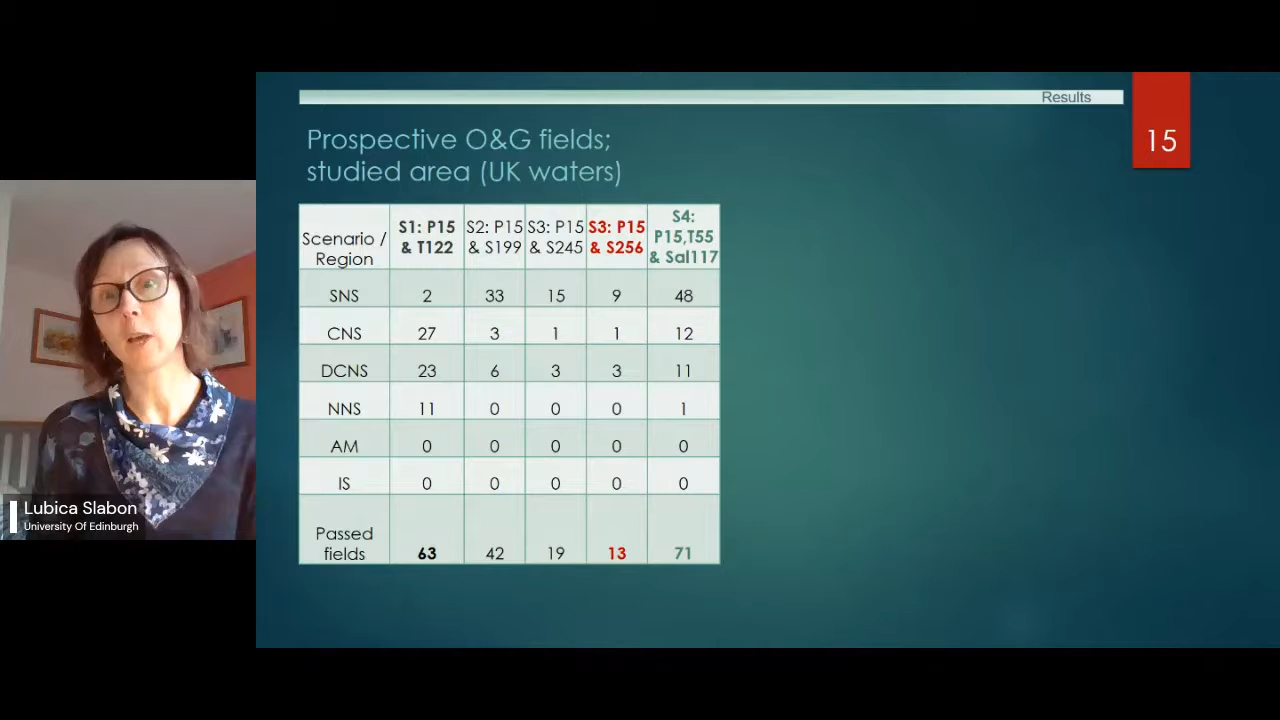 Results
15
Prospective O&G fields;
studied area (UK waters)
Scenario / Region S1: P15 & T122 S2: P15 & S199 S3: P15 & S245 S3: P15 & S256 S4: P15,T55 & Sal117
SNS 2 33 15 9 48
CNS 27 3 1 1 12
DCNS 23 6 3 3 11
NNS 11 0 0 0 1
AM 0 0 0 0 0
IS 0 0 0 0 0
Passed fields 63 42 19 13 71
Lubica Slabon
University Of Edinburgh